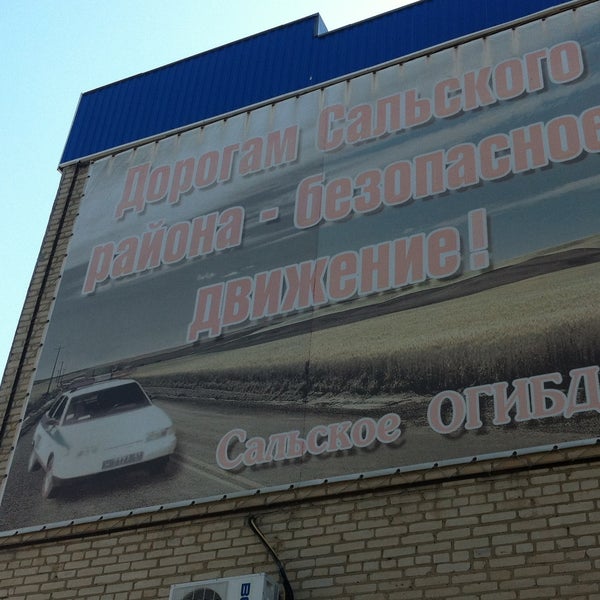 Дорогам Сальского
района - безопасное
движение!
Сальское ОГИБД